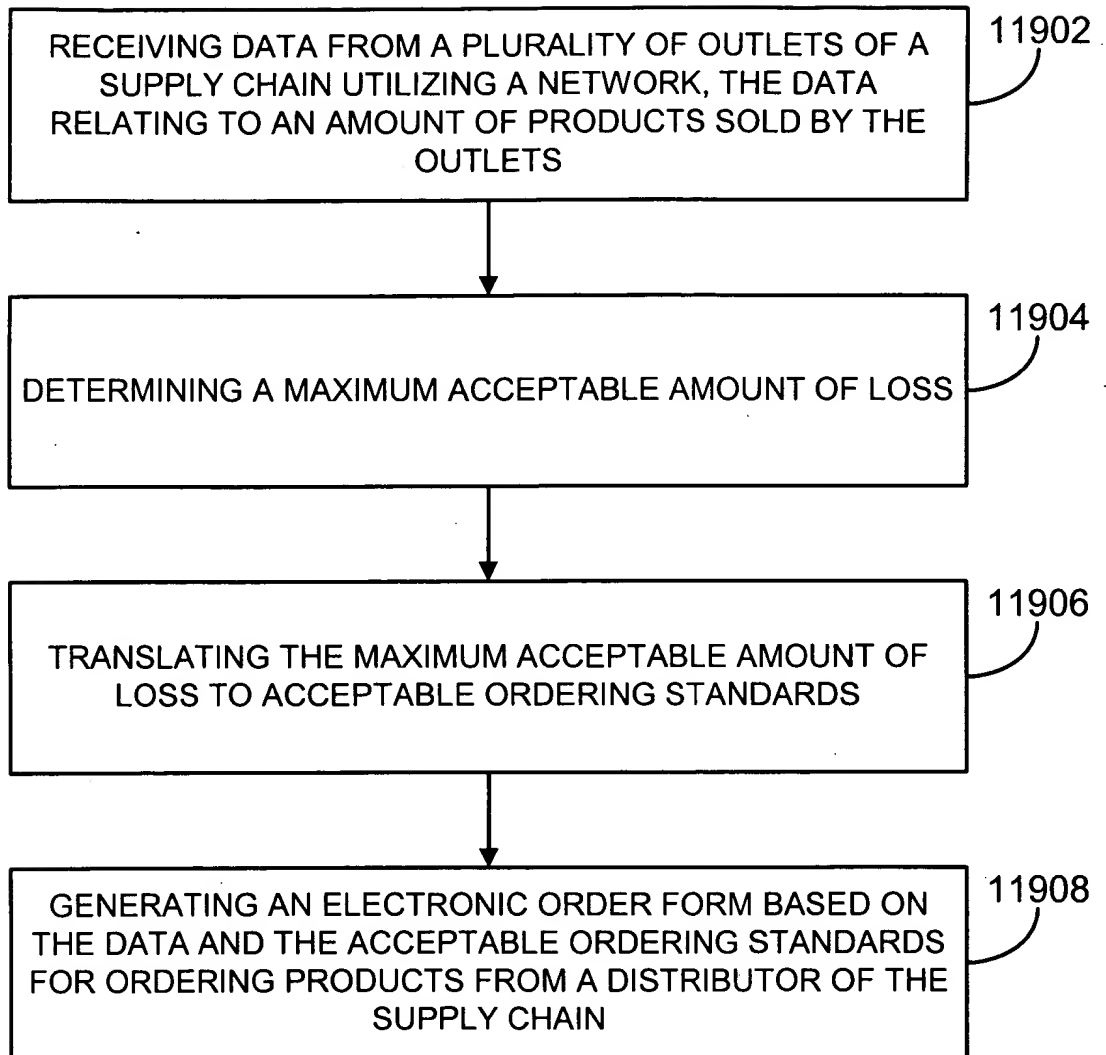 RECEIVING DATA FROM A PLURALITY OF OUTLETS OF A
SUPPLY CHAIN UTILIZING A NETWORK, THE DATA
RELATING TO AN AMOUNT OF PRODUCTS SOLD BY THE
OUTLETS
11902
DETERMINING A MAXIMUM ACCEPTABLE AMOUNT OF LOSS
11904
TRANSLATING THE MAXIMUM ACCEPTABLE AMOUNT OF
LOSS TO ACCEPTABLE ORDERING STANDARDS
11906
GENERATING AN ELECTRONIC ORDER FORM BASED ON
THE DATA AND THE ACCEPTABLE ORDERING STANDARDS
FOR ORDERING PRODUCTS FROM A DISTRIBUTOR OF THE
SUPPLY CHAIN
11908